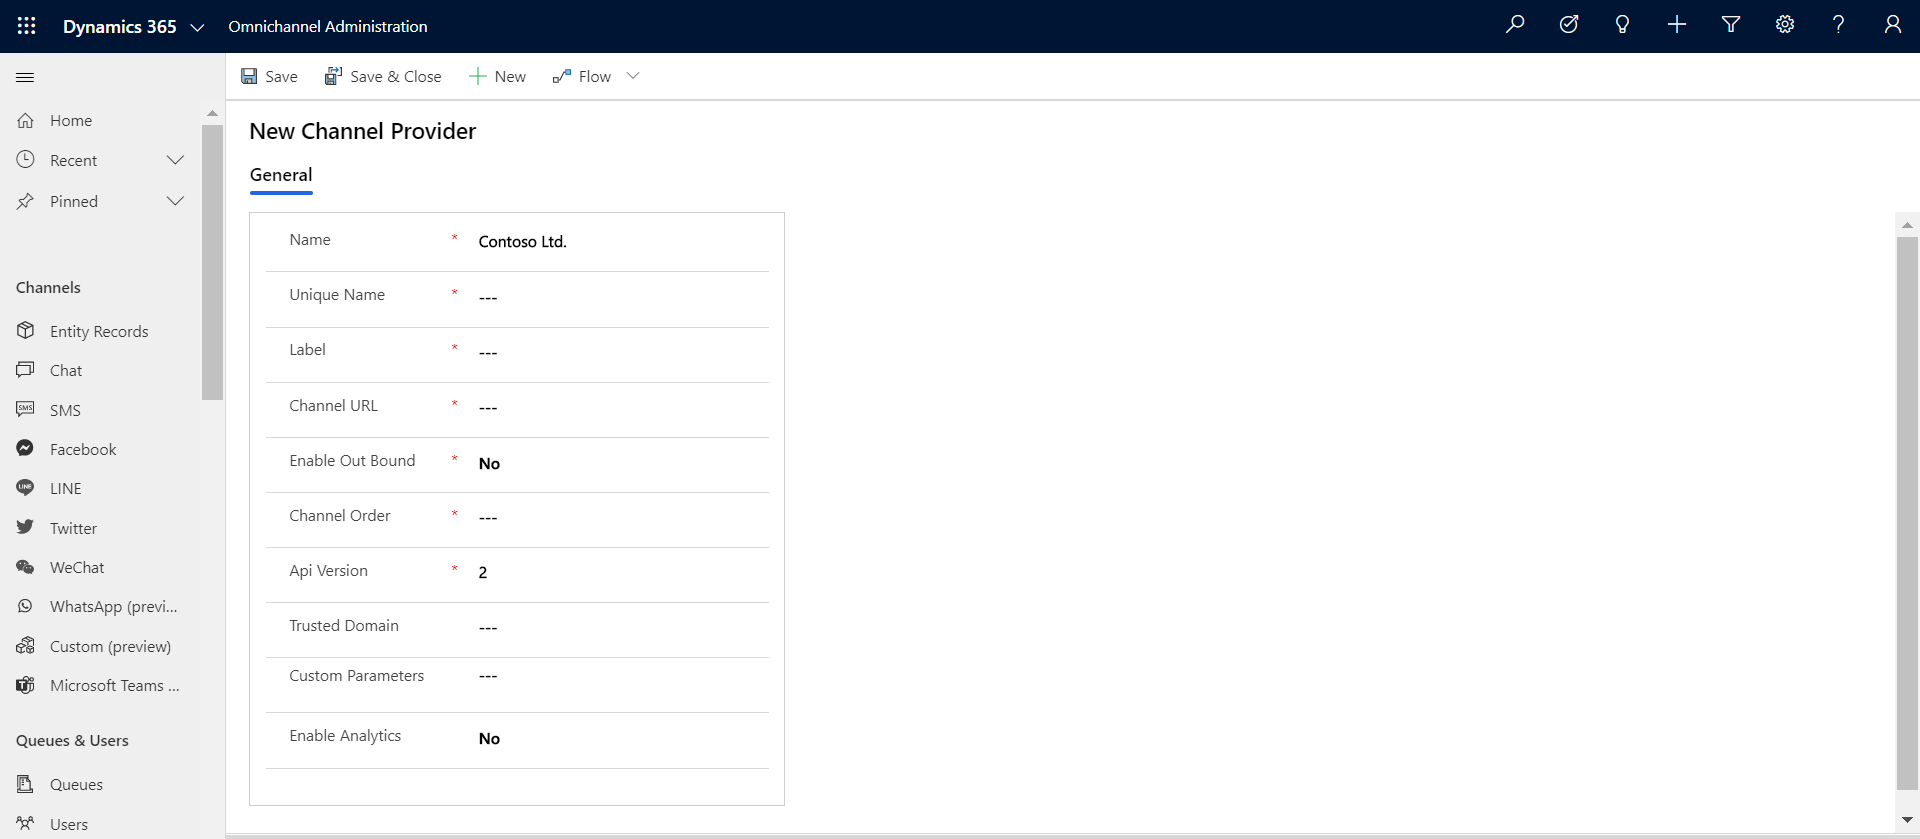 Dynamics 365 Omnichannel Administration
Save Save & Close New Flow
Home
Recent
Pinned
Channels
Entity Records
Chat
SMS SMS
Facebook
LINE LINE
Twitter
WeChat
WhatsApp (previ...
Custom (preview)
Microsoft Teams ...
Queues & Users
Queues
Users
New Channel Provider
General
Name * Contoso Ltd.
Unique Name * ---
Label * ---
Channel URL * ---
Enable Out Bound * No
Channel Order * ---
Api Version * 2
Trusted Domain ---
Custom Parameters ---
Enable Analytics No